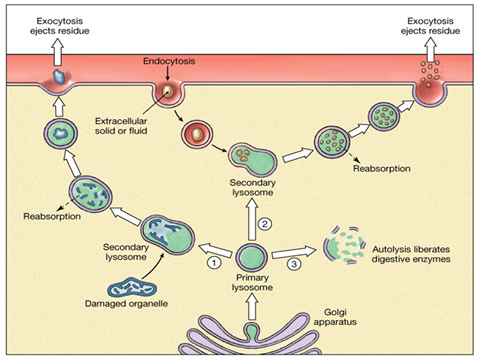 Exocytosis
ejects residue
Endocytosis
Exocytosis
ejects residue
Extracellular
solid or fluid
Secondary
lysosome
Reabsorption
Reabsorption
Secondary
lysosome
2
1
3
Autolysis liberates
digestive enzymes
Primary
lysosome
Damaged organelle
Golgi
apparatus